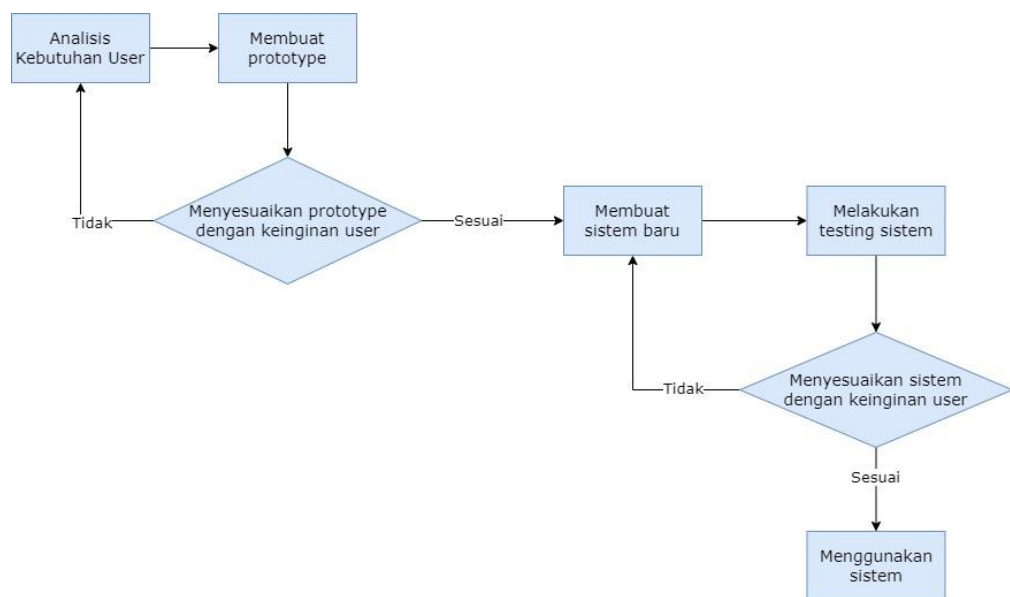 Analisis
Kebutuhan User
Membuat
prototype
Menyesuaikan prototype
dengan keinginan user
Tidak
Sesuai
Membuat
sistem baru
Melakukan
testing sistem
Menyesuaikan sistem
dengan keinginan user
Tidak
Sesuai
Menggunakan
sistem